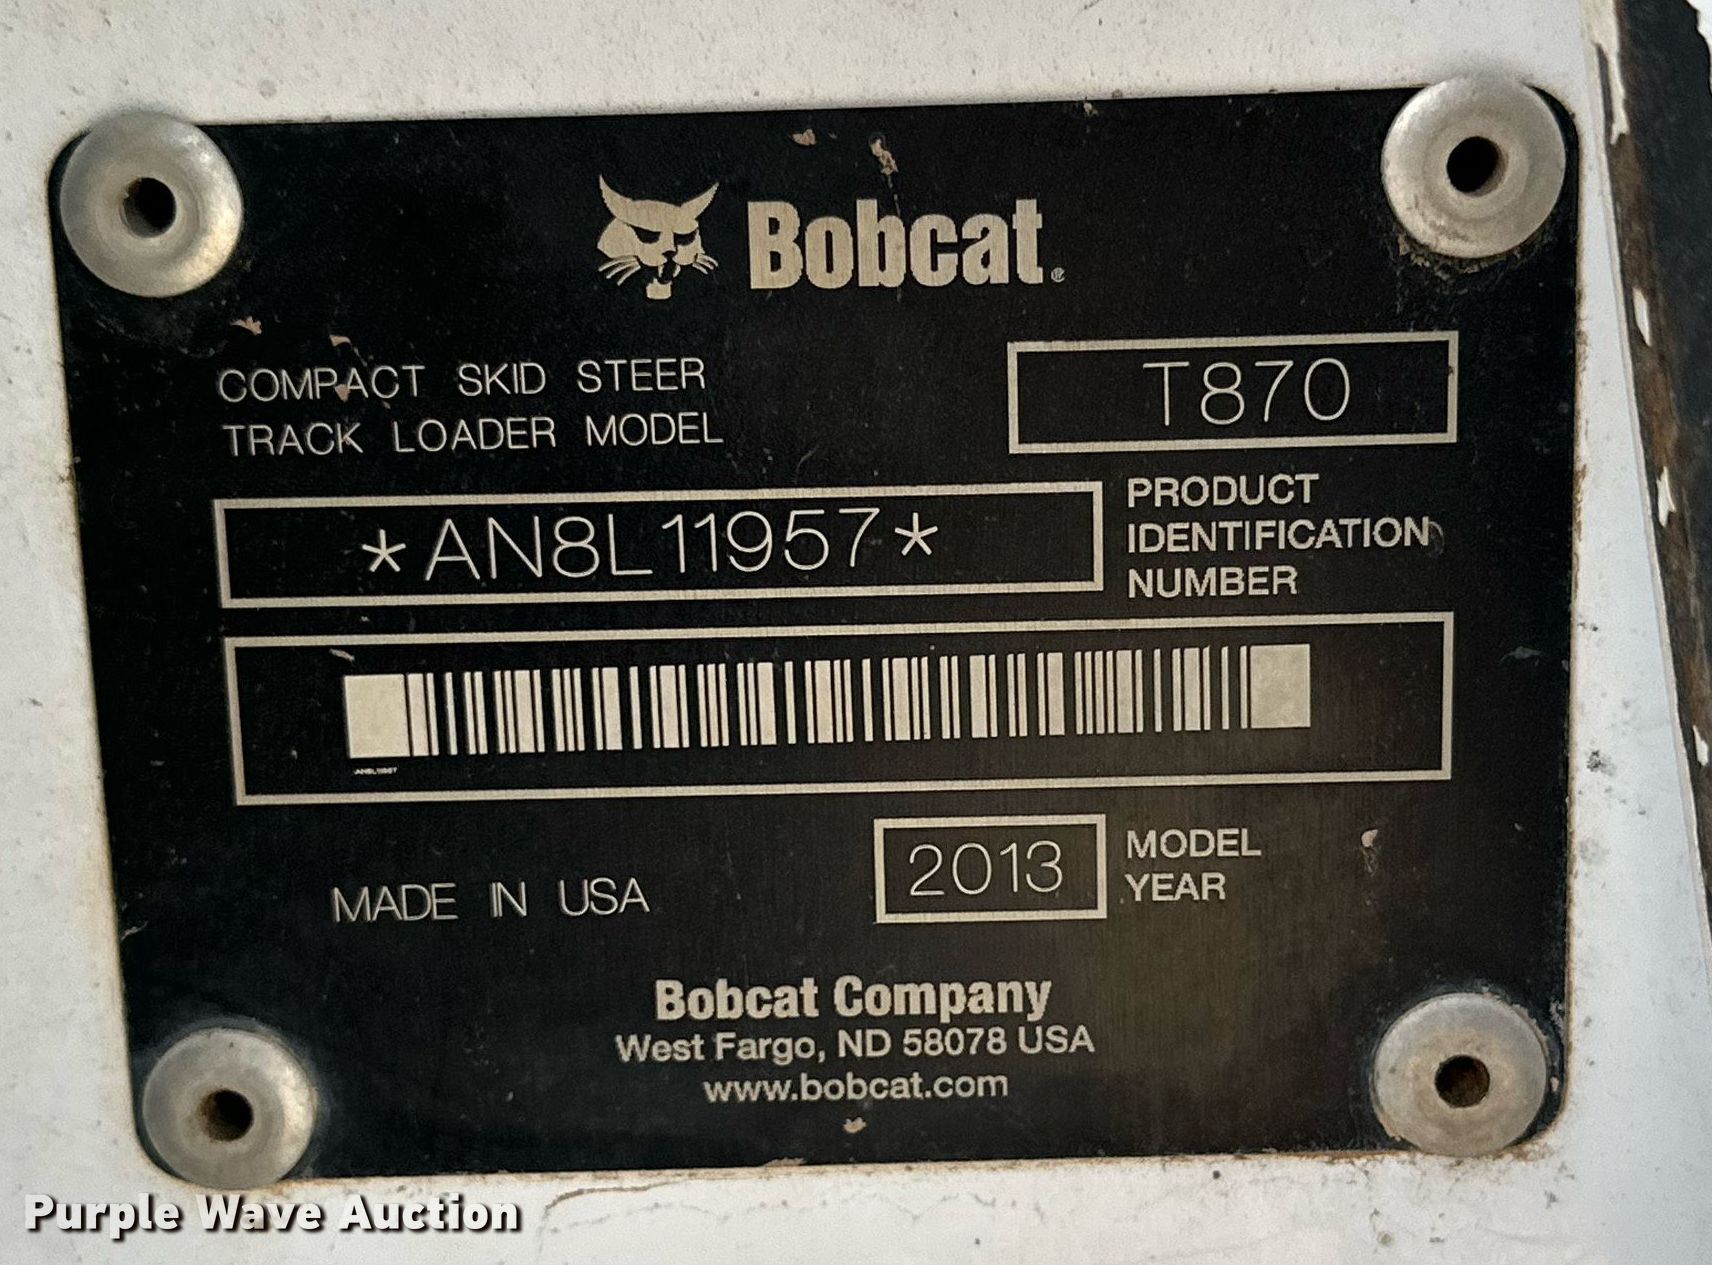 Bobcat®
COMPACT SKID STEER
TRACK LOADER MODEL
T870
*AN8L11957*
PRODUCT
IDENTIFICATION
NUMBER
AN8L11957
MADE IN USA
2013
MODEL
YEAR
Bobcat Company
West Fargo, ND 58078 USA
www.bobcat.com
Purple Wave Auction